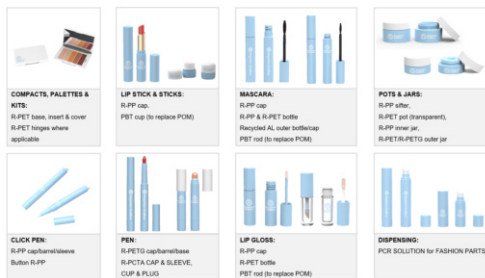 COMPACTS, PALETTES &
KITS:
R-PET base, insert & cover
R-PET hinges where
applicable
LIP STICK & STICKS:
R-PP cap.
PBT cup (to replace POM)
MASCARA:
R-PP cap
R-PP & R-PET bottle
Recycled AL outer bottle/cap
PBT rod (to replace POM)
POTS & JARS:
R-PP sifter,
R-PET pot (transparent),
R-PP inner jar,
R-PET/R-PETG outer jar
CLICK PEN:
R-PP cap/barrel/sleeve
Button R-PP
PEN:
R-PETG cap/barrel/base
R-PCTA CAP & SLEEVE,
CUP & PLUG
LIP GLOSS:
R-PP cap
R-PET bottle
PBT rod (to replace POM)
DISPENSING:
PCR SOLUTION for FASHION PARTS